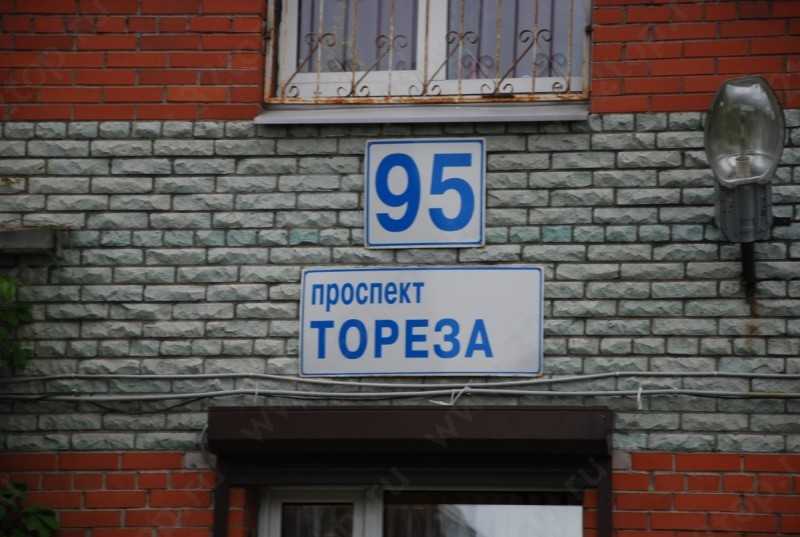 95
проспект
ТОРЕЗА